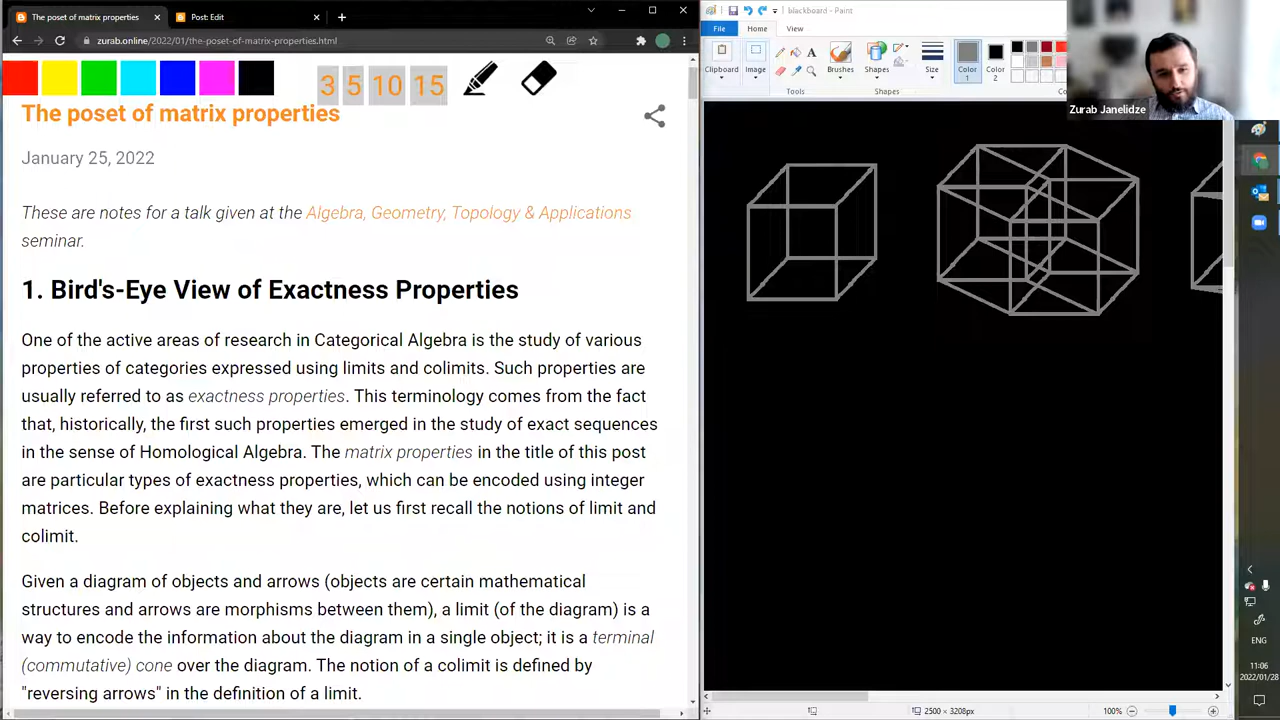 The poset of matrix properties
Post: Edit
blackboard - Paint
zurab.online/2022/01/the-poset-of-matrix-properties.html
File
Home
View
Clipboard
Image
Tools
Brushes
Shapes
Shapes
Size
Color 1
Color 2
Zurab Janelidze
3 5 10 15
The poset of matrix properties
January 25, 2022
These are notes for a talk given at the Algebra, Geometry, Topology & Applications
seminar.
1. Bird's-Eye View of Exactness Properties
One of the active areas of research in Categorical Algebra is the study of various
properties of categories expressed using limits and colimits. Such properties are
usually referred to as exactness properties. This terminology comes from the fact
that, historically, the first such properties emerged in the study of exact sequences
in the sense of Homological Algebra. The matrix properties in the title of this post
are particular types of exactness properties, which can be encoded using integer
matrices. Before explaining what they are, let us first recall the notions of limit and
colimit.
Given a diagram of objects and arrows (objects are certain mathematical
structures and arrows are morphisms between them), a limit (of the diagram) is a
way to encode the information about the diagram in a single object; it is a terminal
(commutative) cone over the diagram. The notion of a colimit is defined by
"reversing arrows" in the definition of a limit.
2500 × 3208px
100%
ENG
11:06
2022/01/28